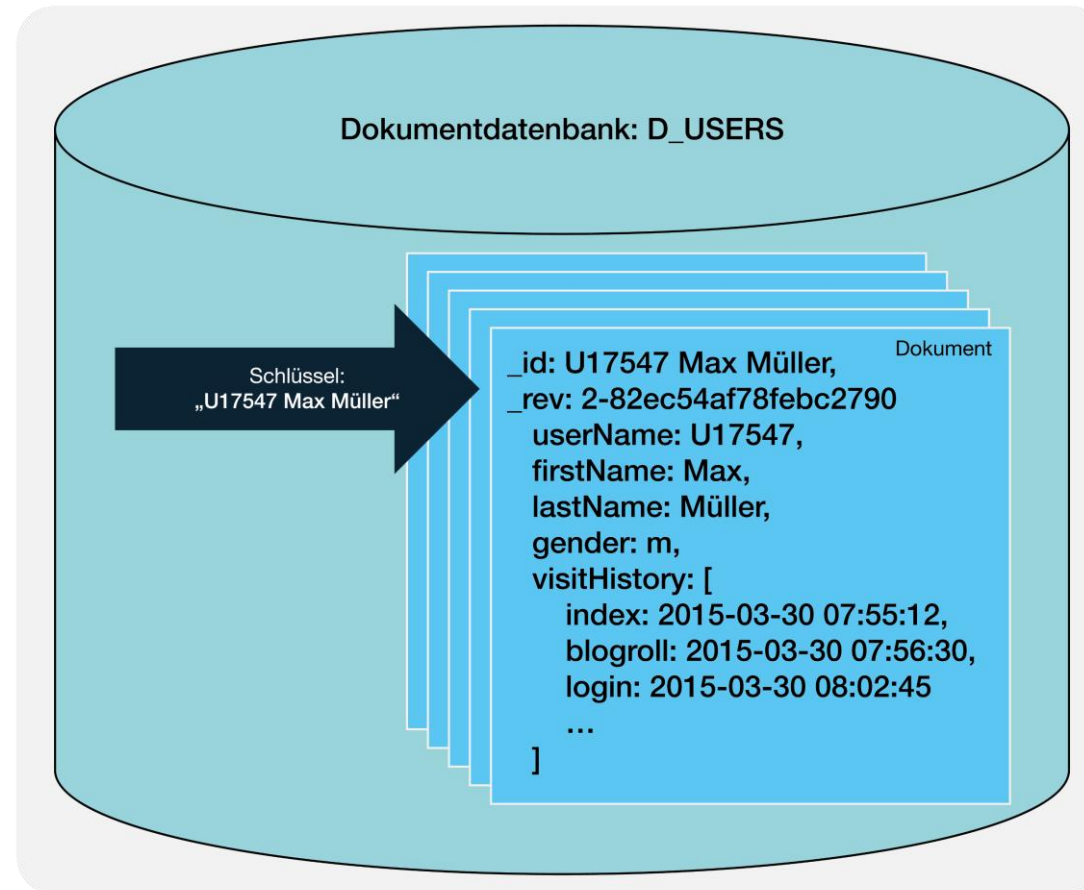 Dokumentdatenbank: D_USERS
Schlüssel:
„U17547 Max Müller“
Dokument
_id: U17547 Max Müller,
_rev: 2-82ec54af78febc2790
userName: U17547,
firstName: Max,
lastName: Müller,
gender: m,
visitHistory: [
index: 2015-03-30 07:55:12,
blogroll: 2015-03-30 07:56:30,
login: 2015-03-30 08:02:45
...
]